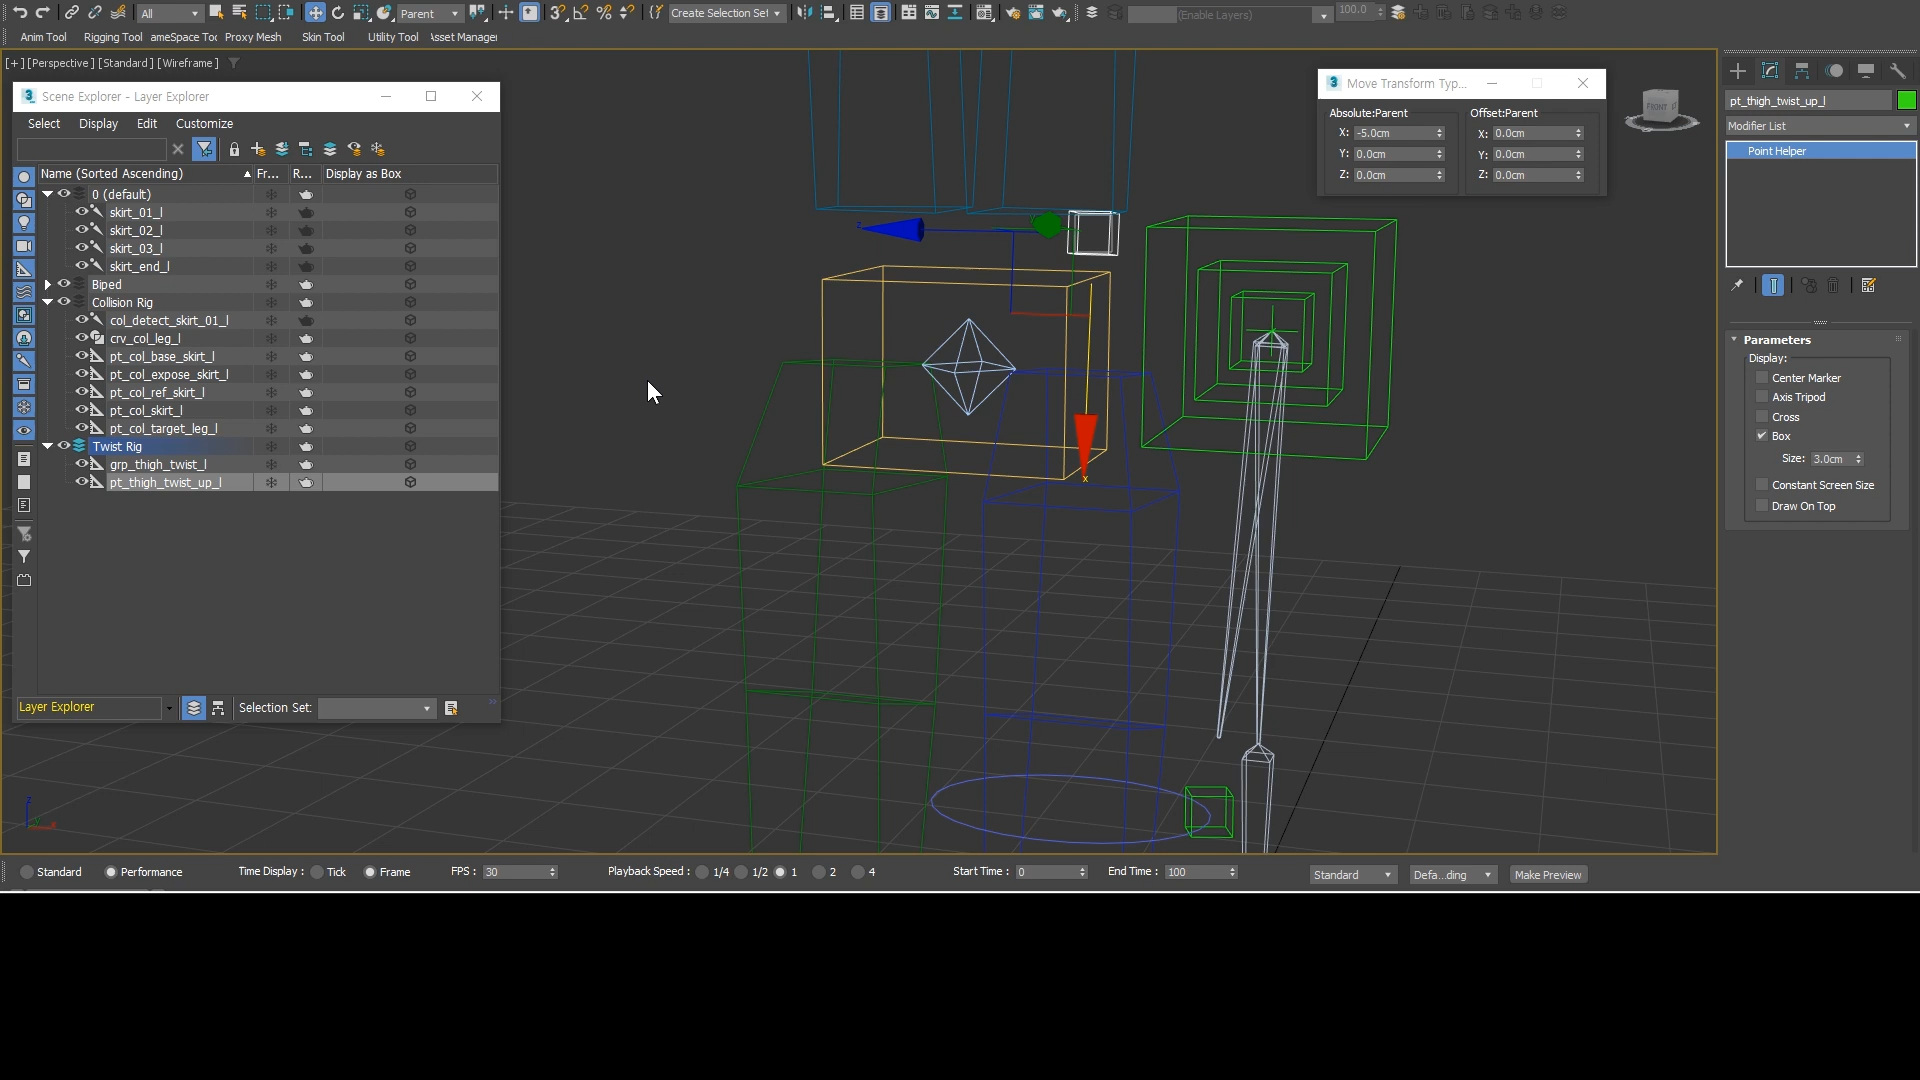 All
Parent
Create Selection Set
(Enable Layers)
100.0
Anim Tool Rigging Tool ameSpace Toc Proxy Mesh Skin Tool Utility Tool Asset Manager
[+] [Perspective] [Standard] [Wireframe]
Scene Explorer - Layer Explorer
Select Display Edit Customize
Name (Sorted Ascending) Fr... R... Display as Box
0 (default)
skirt_01_l
skirt_02_l
skirt_03_l
skirt_end_l
Biped
Collision Rig
col_detect_skirt_01_l
crv_col_leg_l
pt_col_base_skirt_l
pt_col_expose_skirt_l
pt_col_ref_skirt_l
pt_col_skirt_l
pt_col_target_leg_l
Twist Rig
grp_thigh_twist_l
pt_thigh_twist_up_l
Layer Explorer Selection Set:
Move Transform Typ...
Absolute:Parent Offset:Parent
X: -5.0cm X: 0.0cm
Y: 0.0cm Y: 0.0cm
Z: 0.0cm Z: 0.0cm
FRONT
z
x
pt_thigh_twist_up_l
Modifier List
Point Helper
Parameters
Display:
Center Marker
Axis Tripod
Cross
Box
Size: 3.0cm
Constant Screen Size
Draw On Top
Standard Performance Time Display : Tick Frame FPS : 30 Playback Speed : 1/4 1/2 1 2 4 Start Time : 0 End Time : 100 Standard Defa...ding Make Preview